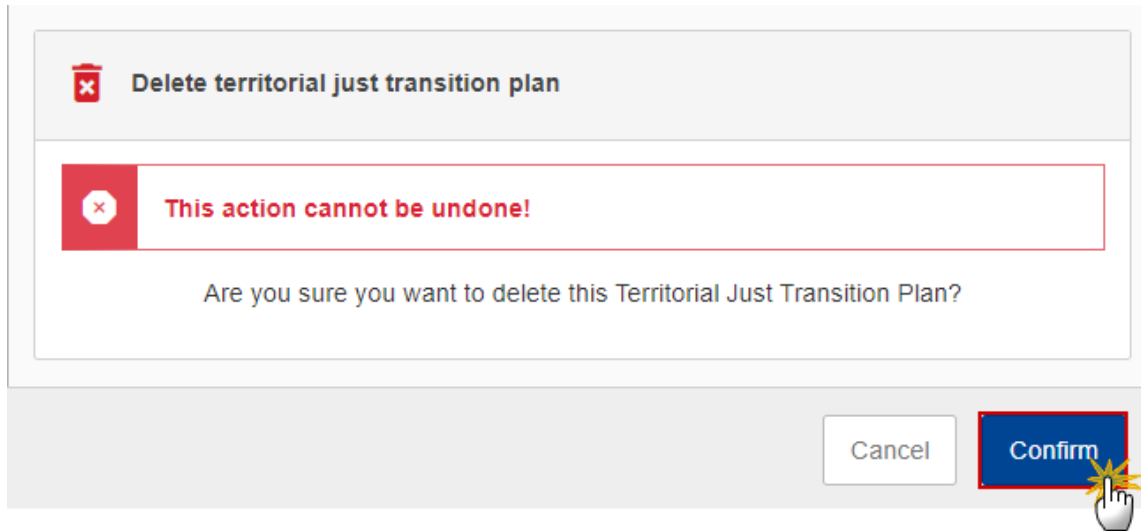 Delete territorial just transition plan
This action cannot be undone!
Are you sure you want to delete this Territorial Just Transition Plan?
Cancel
Confirm